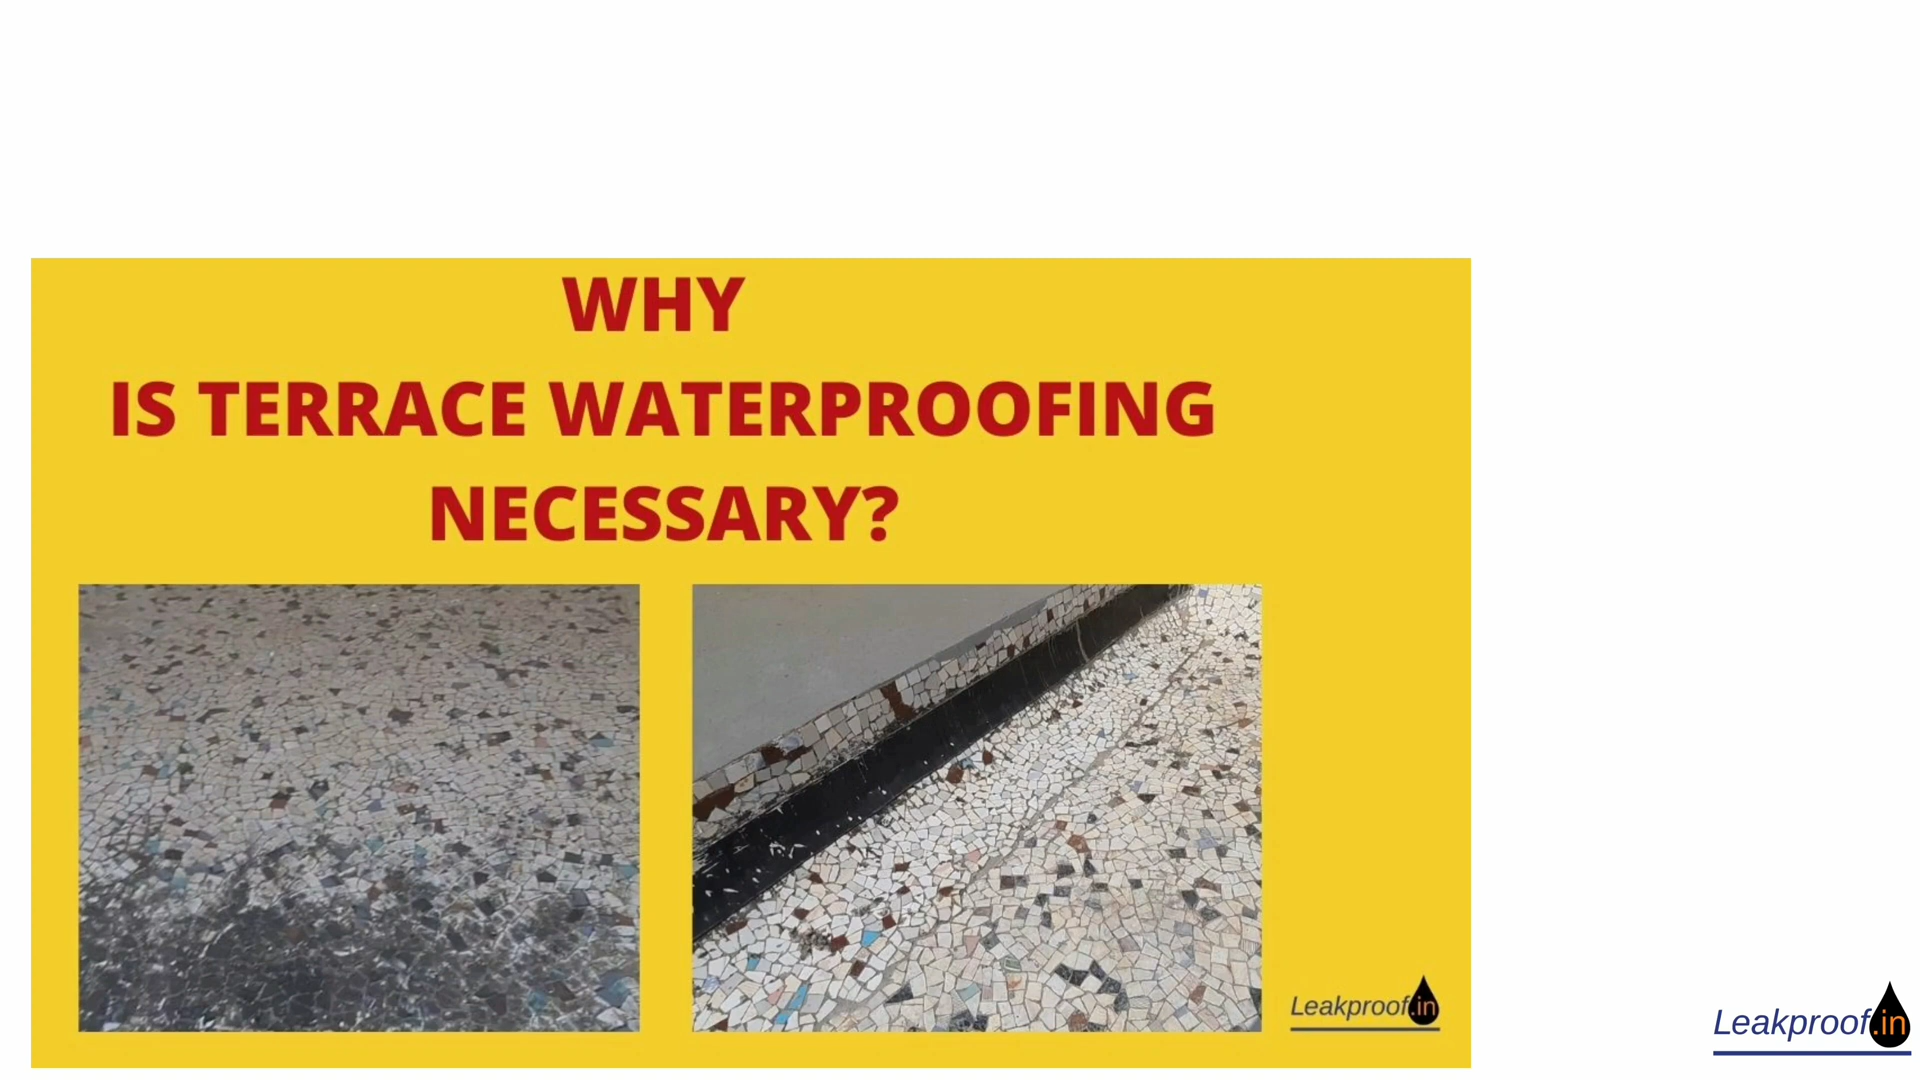 WHY
IS TERRACE WATERPROOFING
NECESSARY?
Leakproof.in
Leakproof.in